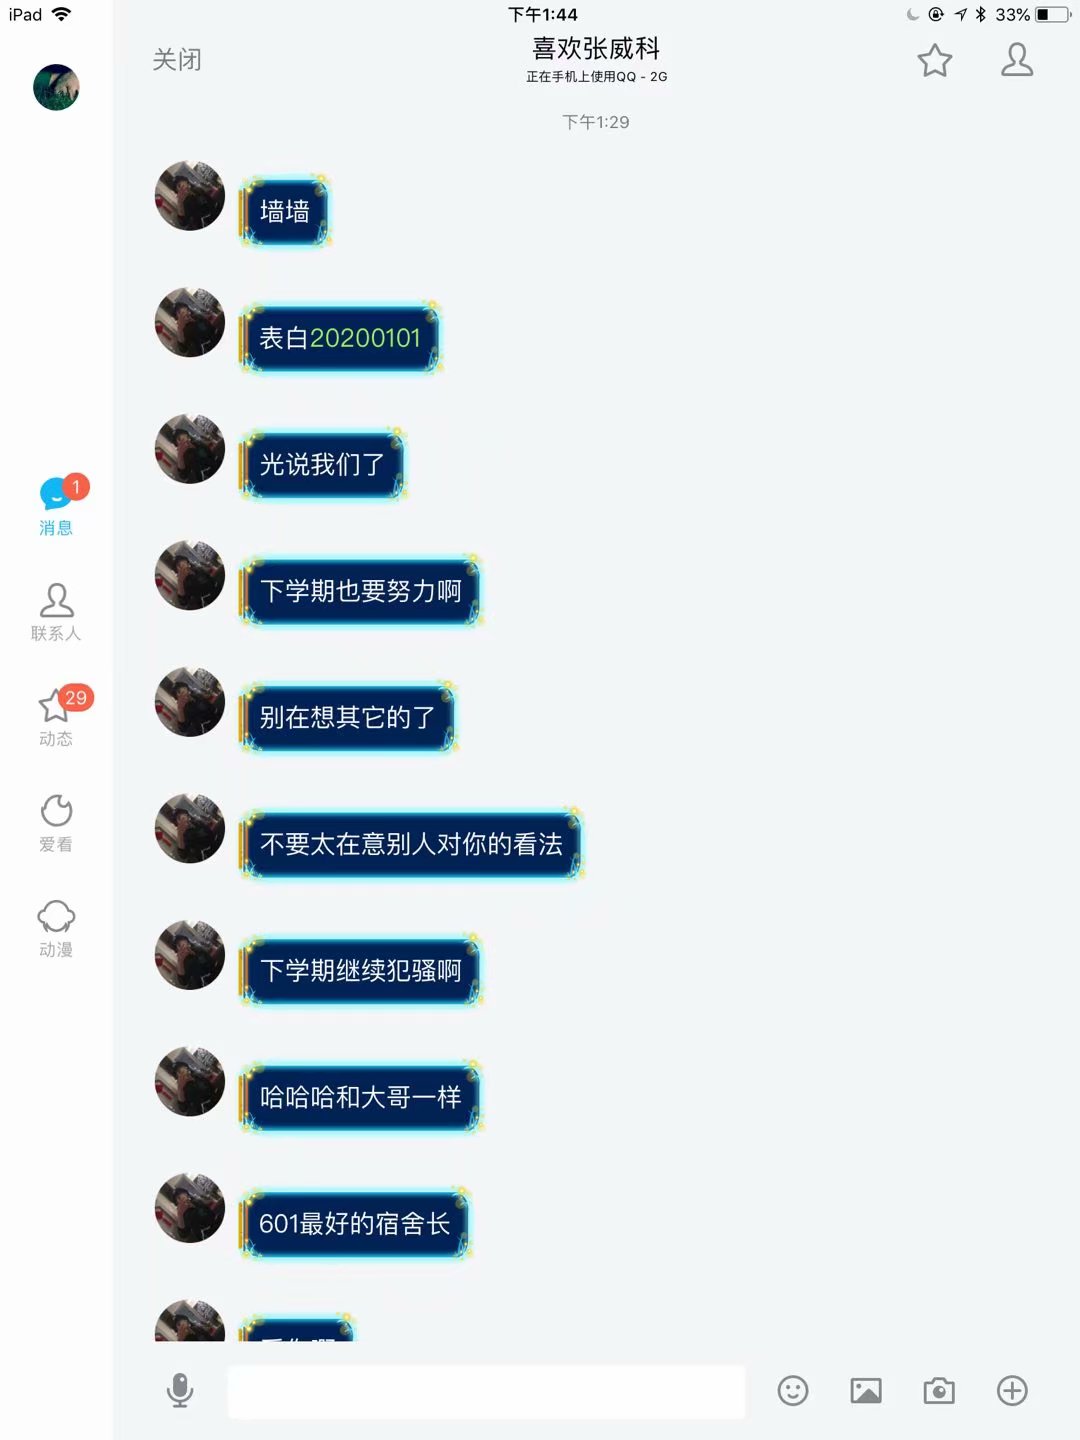 iPad
下午1:44
33%
关闭
喜欢张威科
正在手机上使用QQ - 2G
下午1:29
墙墙
表白20200101
光说我们了
1
消息
下学期也要努力啊
联系人
29
动态
别在想其它的了
爱看
不要太在意别人对你的看法
动漫
下学期继续犯骚啊
哈哈哈和大哥一样
601最好的宿舍长